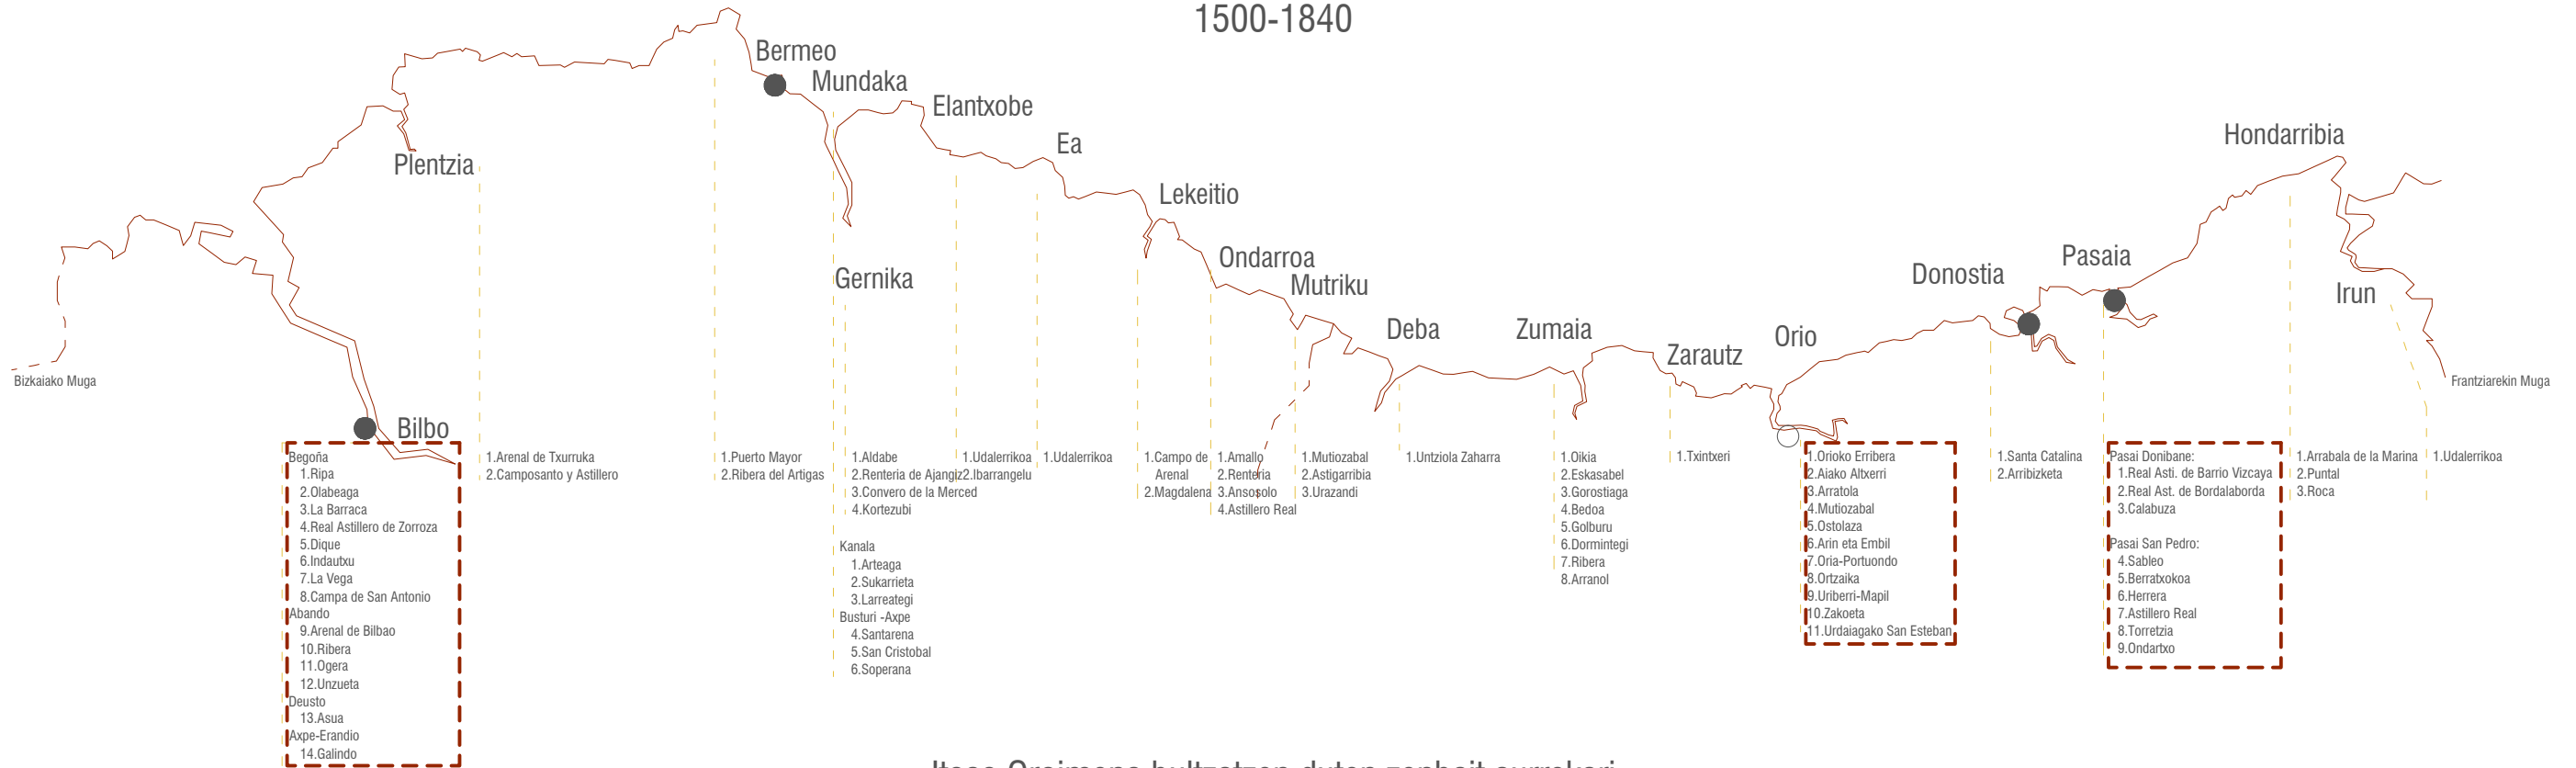 1500-1840
Bermeo
Mundaka
Elantxobe
Ea
Plentzia
Lekeitio
Hondarribia
Ondarroa
Gernika
Mutriku
Donostia
Pasaia
Irun
Deba
Zumaia
Zarautz
Orio
Bizkaiako Muga
Frantziarekin Muga
Bilbo
Begoña
1.Ripa
2.Olabeaga
3.La Barraca
4.Real Astillero de Zorroza
5.Dique
6.Indautxu
7.La Vega
8.Campa de San Antonio
Abando
9.Arenal de Bilbao
10.Ribera
11.Ogera
12.Unzueta
Deusto
13.Asua
Axpe-Erandio
14.Galindo
1.Arenal de Txurruka
2.Camposanto y Astillero
1.Puerto Mayor
2.Ribera del Artigas
1.Aldabe
2.Renteria de Ajangiz
3.Convero de la Merced
4.Kortezubi
Kanala
1.Arteaga
2.Sukarrieta
3.Larreategi
Busturi -Axpe
4.Santarena
5.San Cristobal
6.Soperana
1.Udalerrikoa
2.Ibarrangelu
1.Udalerrikoa
1.Campo de
Arenal
2.Magdalena
1.Amallo
2.Renteria
3.Ansosolo
4.Astillero Real
1.Mutiozabal
2.Astigarribia
3.Urazandi
1.Untziola Zaharra
1.Oikia
2.Eskasabel
3.Gorostiaga
4.Bedoa
5.Golburu
6.Dormintegi
7.Ribera
8.Arranol
1.Txintxeri
1.Orioko Erribera
2.Aiako Altxerri
3.Arratola
4.Mutiozabal
5.Ostolaza
6.Arin eta Embil
7.Oria-Portuondo
8.Ortzaika
9.Uriberri-Mapil
10.Zakoeta
11.Urdaiagako San Esteban
1.Santa Catalina
2.Arribizketa
Pasai Donibane:
1.Real Asti. de Barrio Vizcaya
2.Real Ast. de Bordalaborda
3.Calabuza
Pasai San Pedro:
4.Sableo
5.Berratxokoa
6.Herrera
7.Astillero Real
8.Torretzia
9.Ondartxo
1.Arrabala de la Marina
2.Puntal
3.Roca
1.Udalerrikoa